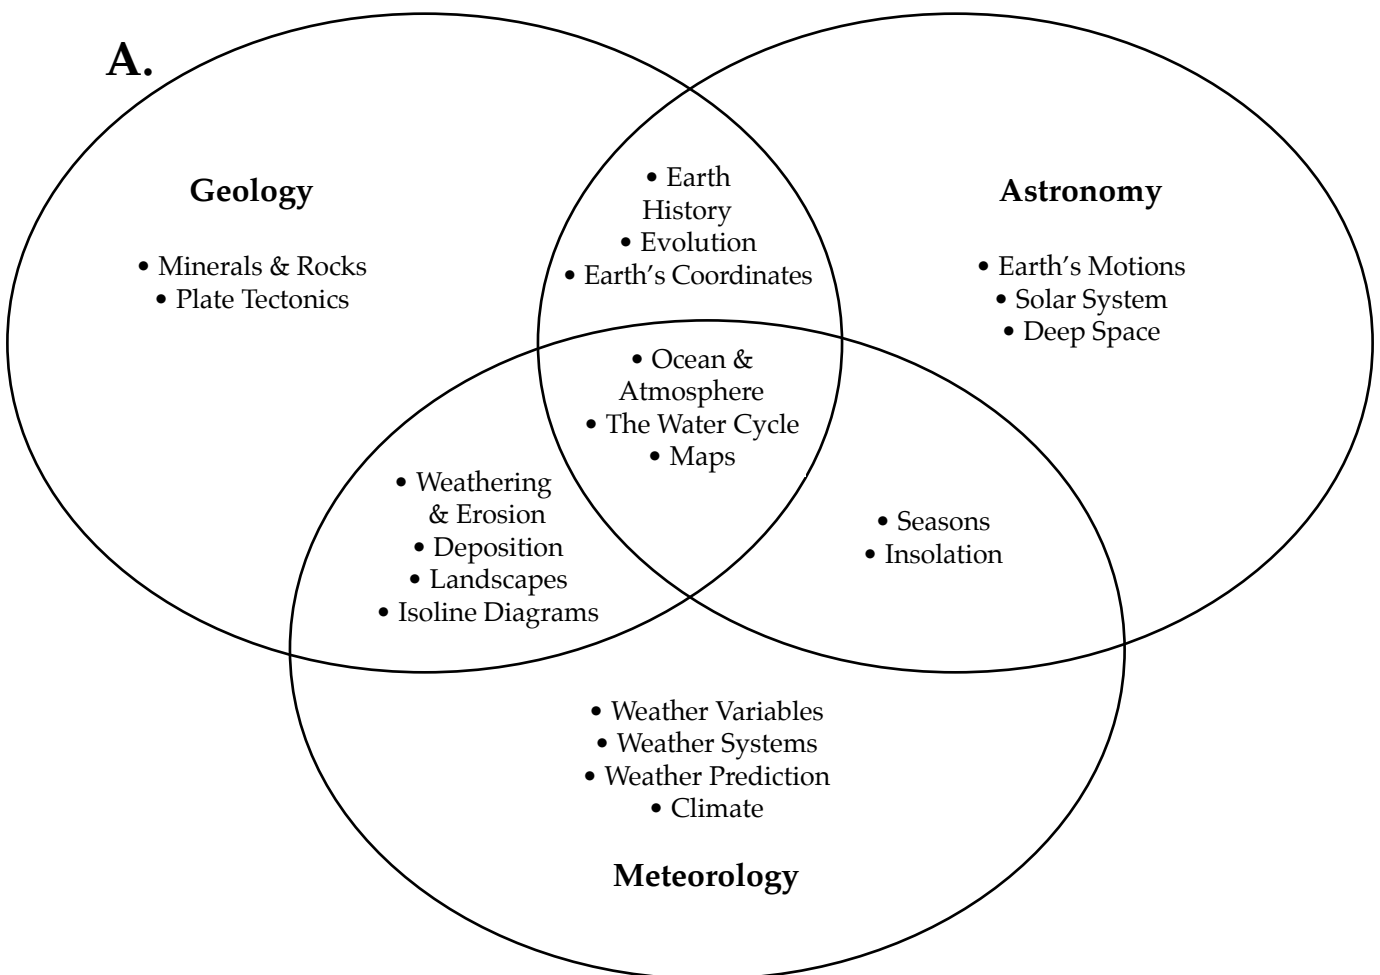 A.
Geology
• Minerals & Rocks
• Plate Tectonics
• Earth
History
• Evolution
• Earth's Coordinates
Astronomy
• Earth's Motions
• Solar System
• Deep Space
• Ocean &
Atmosphere
• The Water Cycle
• Maps
• Weathering
& Erosion
• Deposition
• Landscapes
• Isoline Diagrams
• Seasons
• Insolation
• Weather Variables
• Weather Systems
• Weather Prediction
• Climate
Meteorology